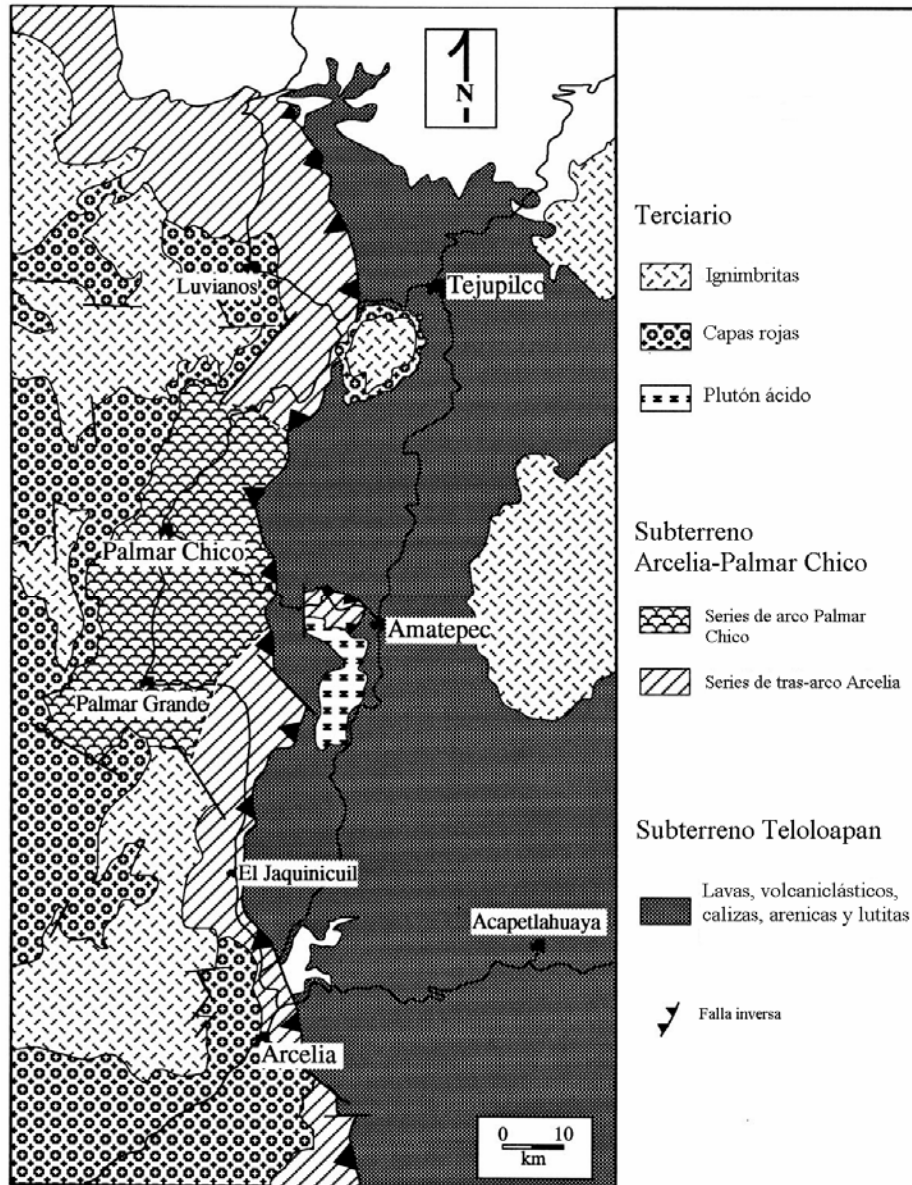 N
Luvianos
Tejupilco
Palmar Chico
Amatepec
Palmar Grande
El Jaquinicuil
Acapetlahuaya
Arcelia
0 10
km
Terciario
Ignimbritas
Capas rojas
Plutón ácido
Subterreno
Arcelia-Palmar Chico
Series de arco Palmar
Chico
Series de tras-arco Arcelia
Subterreno Teloloapan
Lavas, volcaniclásticos,
calizas, arenicas y lutitas
Falla inversa